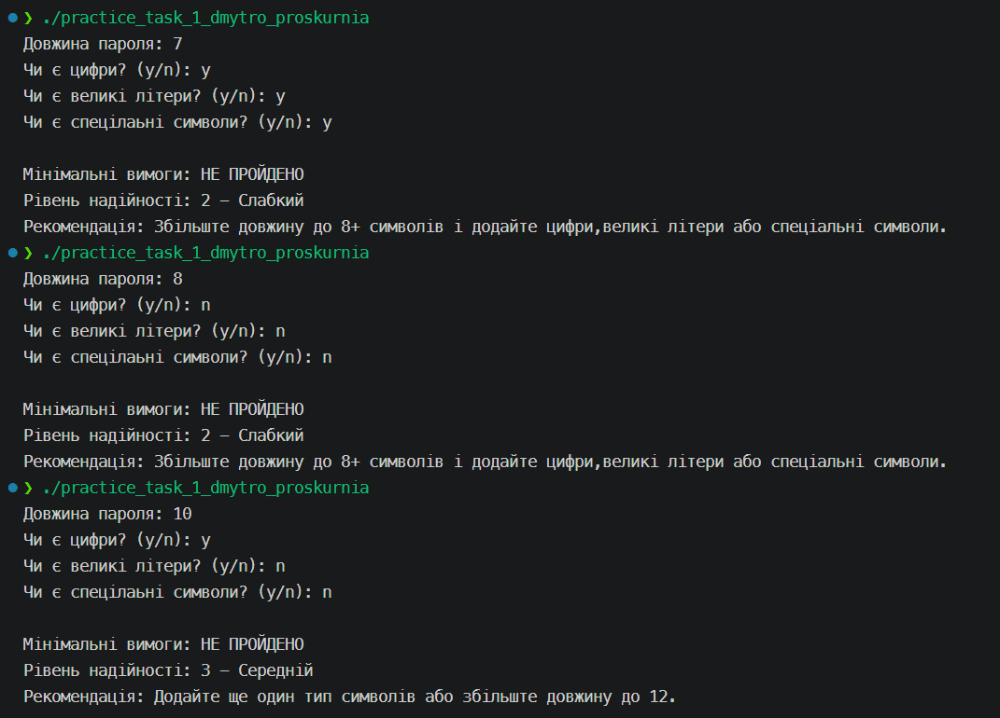 ❯ ./practice_task_1_dmytro_proskurnia
Довжина пароля: 7
Чи є цифри? (y/n): y
Чи є великі літери? (y/n): y
Чи є спецілаьні символи? (y/n): y
Мінімальні вимоги: НЕ ПРОЙДЕНО
Рівень надійності: 2 — Слабкий
Рекомендація: Збільште довжину до 8+ символів і додайте цифри,великі літери або спеціальні символи.
❯ ./practice_task_1_dmytro_proskurnia
Довжина пароля: 8
Чи є цифри? (y/n): n
Чи є великі літери? (y/n): n
Чи є спецілаьні символи? (y/n): n
Мінімальні вимоги: НЕ ПРОЙДЕНО
Рівень надійності: 2 — Слабкий
Рекомендація: Збільште довжину до 8+ символів і додайте цифри,великі літери або спеціальні символи.
❯ ./practice_task_1_dmytro_proskurnia
Довжина пароля: 10
Чи є цифри? (y/n): y
Чи є великі літери? (y/n): n
Чи є спецілаьні символи? (y/n): n
Мінімальні вимоги: НЕ ПРОЙДЕНО
Рівень надійності: 3 — Середній
Рекомендація: Додайте ще один тип символів або збільште довжину до 12.